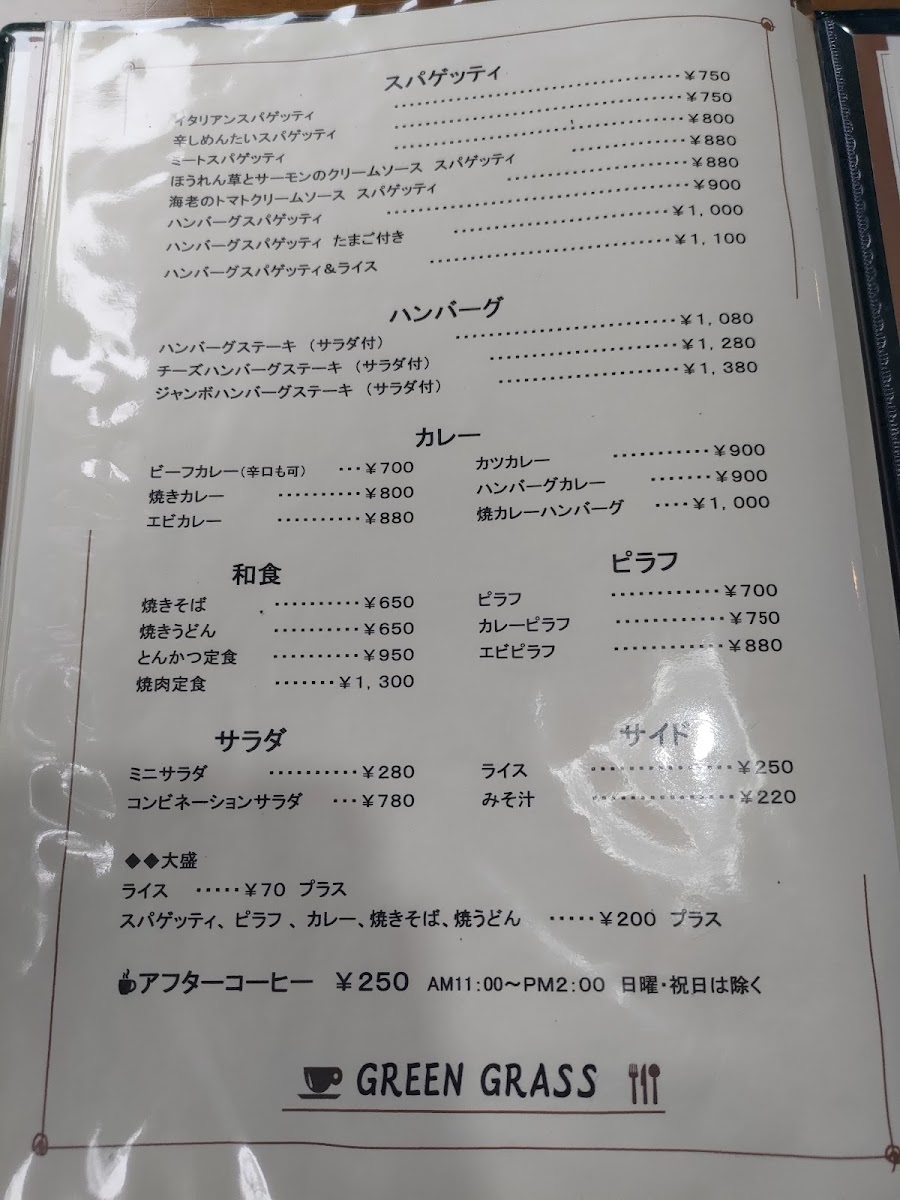 スパゲッティ
イタリアンスパゲッティ ・・・・・・・・・・・・・・・・・・・・・・・・・・・・・・¥750
辛しめんたいスパゲッティ ・・・・・・・・・・・・・・・・・・・・・・・・・・・・・・¥750
ミートスパゲッティ ・・・・・・・・・・・・・・・・・・・・・・・・・・・・・・¥800
ほうれん草とサーモンのクリームソース スパゲッティ ・・・・・・・・・・・・¥880
海老のトマトクリームソース スパゲッティ ・・・・・・・・・・・・・・・・・・¥880
ハンバーグスパゲッティ ・・・・・・・・・・・・・・・・・・・・・・・・・・・・・・¥900
ハンバーグスパゲッティ たまご付き ・・・・・・・・・・・・・・・・・・・・・・¥1,000
ハンバーグスパゲッティ&ライス ・・・・・・・・・・・・・・・・・・・・・・・・¥1,100
ハンバーグ
ハンバーグステーキ (サラダ付) ・・・・・・・・・・・・・・・・・・・・・・¥1,080
チーズハンバーグステーキ (サラダ付) ・・・・・・・・・・・・・・・・・・¥1,280
ジャンボハンバーグステーキ (サラダ付) ・・・・・・・・・・・・・・・・・・¥1,380
カレー
ビーフカレー(辛口も可) ・・・¥700
焼きカレー ・・・・・・・・・・¥800
エビカレー ・・・・・・・・・・¥880
カツカレー ・・・・・・・・・・・¥900
ハンバーグカレー ・・・・・・・¥900
焼カレーハンバーグ ・・・・¥1,000
和食
焼きそば ・・・・・・・・・・¥650
焼きうどん ・・・・・・・・・・¥650
とんかつ定食 ・・・・・・・・・・¥950
焼肉定食 ・・・・・・・¥1,300
ピラフ
ピラフ ・・・・・・・・・・・・¥700
カレーピラフ ・・・・・・・・・・・・¥750
エビピラフ ・・・・・・・・・・・・¥880
サラダ
ミニサラダ ・・・・・・・・・・¥280
コンビネーションサラダ ・・・¥780
サイド
ライス ・・・・・・・・・・・・・・・・¥250
みそ汁 ・・・・・・・・・・・・・・・・¥220
◆◆大盛
ライス ・・・・・¥70 プラス
スパゲッティ、ピラフ、カレー、焼きそば、焼うどん ・・・・・¥200 プラス
アフターコーヒー ¥250 AM11:00〜PM2:00 日曜・祝日は除く
GREEN GRASS